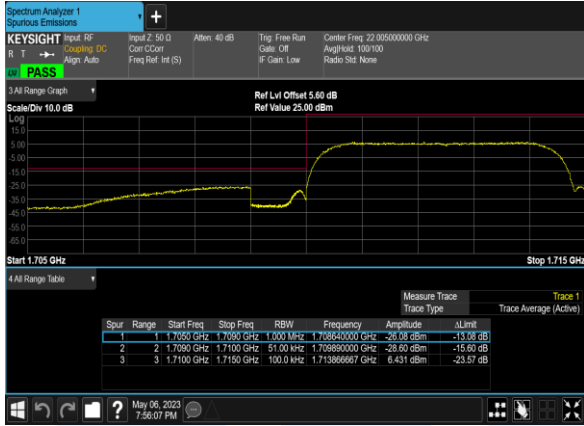 Spectrum Analyzer 1
Spurious Emissions
KEYSIGHT Input: RF Input Z: 50 Ω Atten: 40 dB Trig: Free Run Center Freq: 22.005000000 GHz
R T Coupling: DC Corr CCorr Gate: Off Avg|Hold: 100/100
Align: Auto Freq Ref: Int (S) IF Gain: Low Radio Std: None
PASS
3 All Range Graph
Ref Lvl Offset 5.60 dB
Scale/Div 10.0 dB Ref Value 25.00 dBm
Log
15.0
5.00
-5.00
-15.0
-25.0
-35.0
-45.0
-55.0
-65.0
Start 1.705 GHz Stop 1.715 GHz
4 All Range Table
Measure Trace Trace 1
Trace Type Trace Average (Active)
Spur Range Start Freq Stop Freq RBW Frequency Amplitude ΔLimit
1 1 1.7050 GHz 1.7090 GHz 1.000 MHz 1.708640000 GHz -26.08 dBm -13.08 dB
2 2 1.7090 GHz 1.7100 GHz 51.00 kHz 1.709890000 GHz -28.60 dBm -15.60 dB
3 3 1.7100 GHz 1.7150 GHz 100.0 kHz 1.713866667 GHz 6.431 dBm -23.57 dB
? May 06, 2023
7:56:07 PM